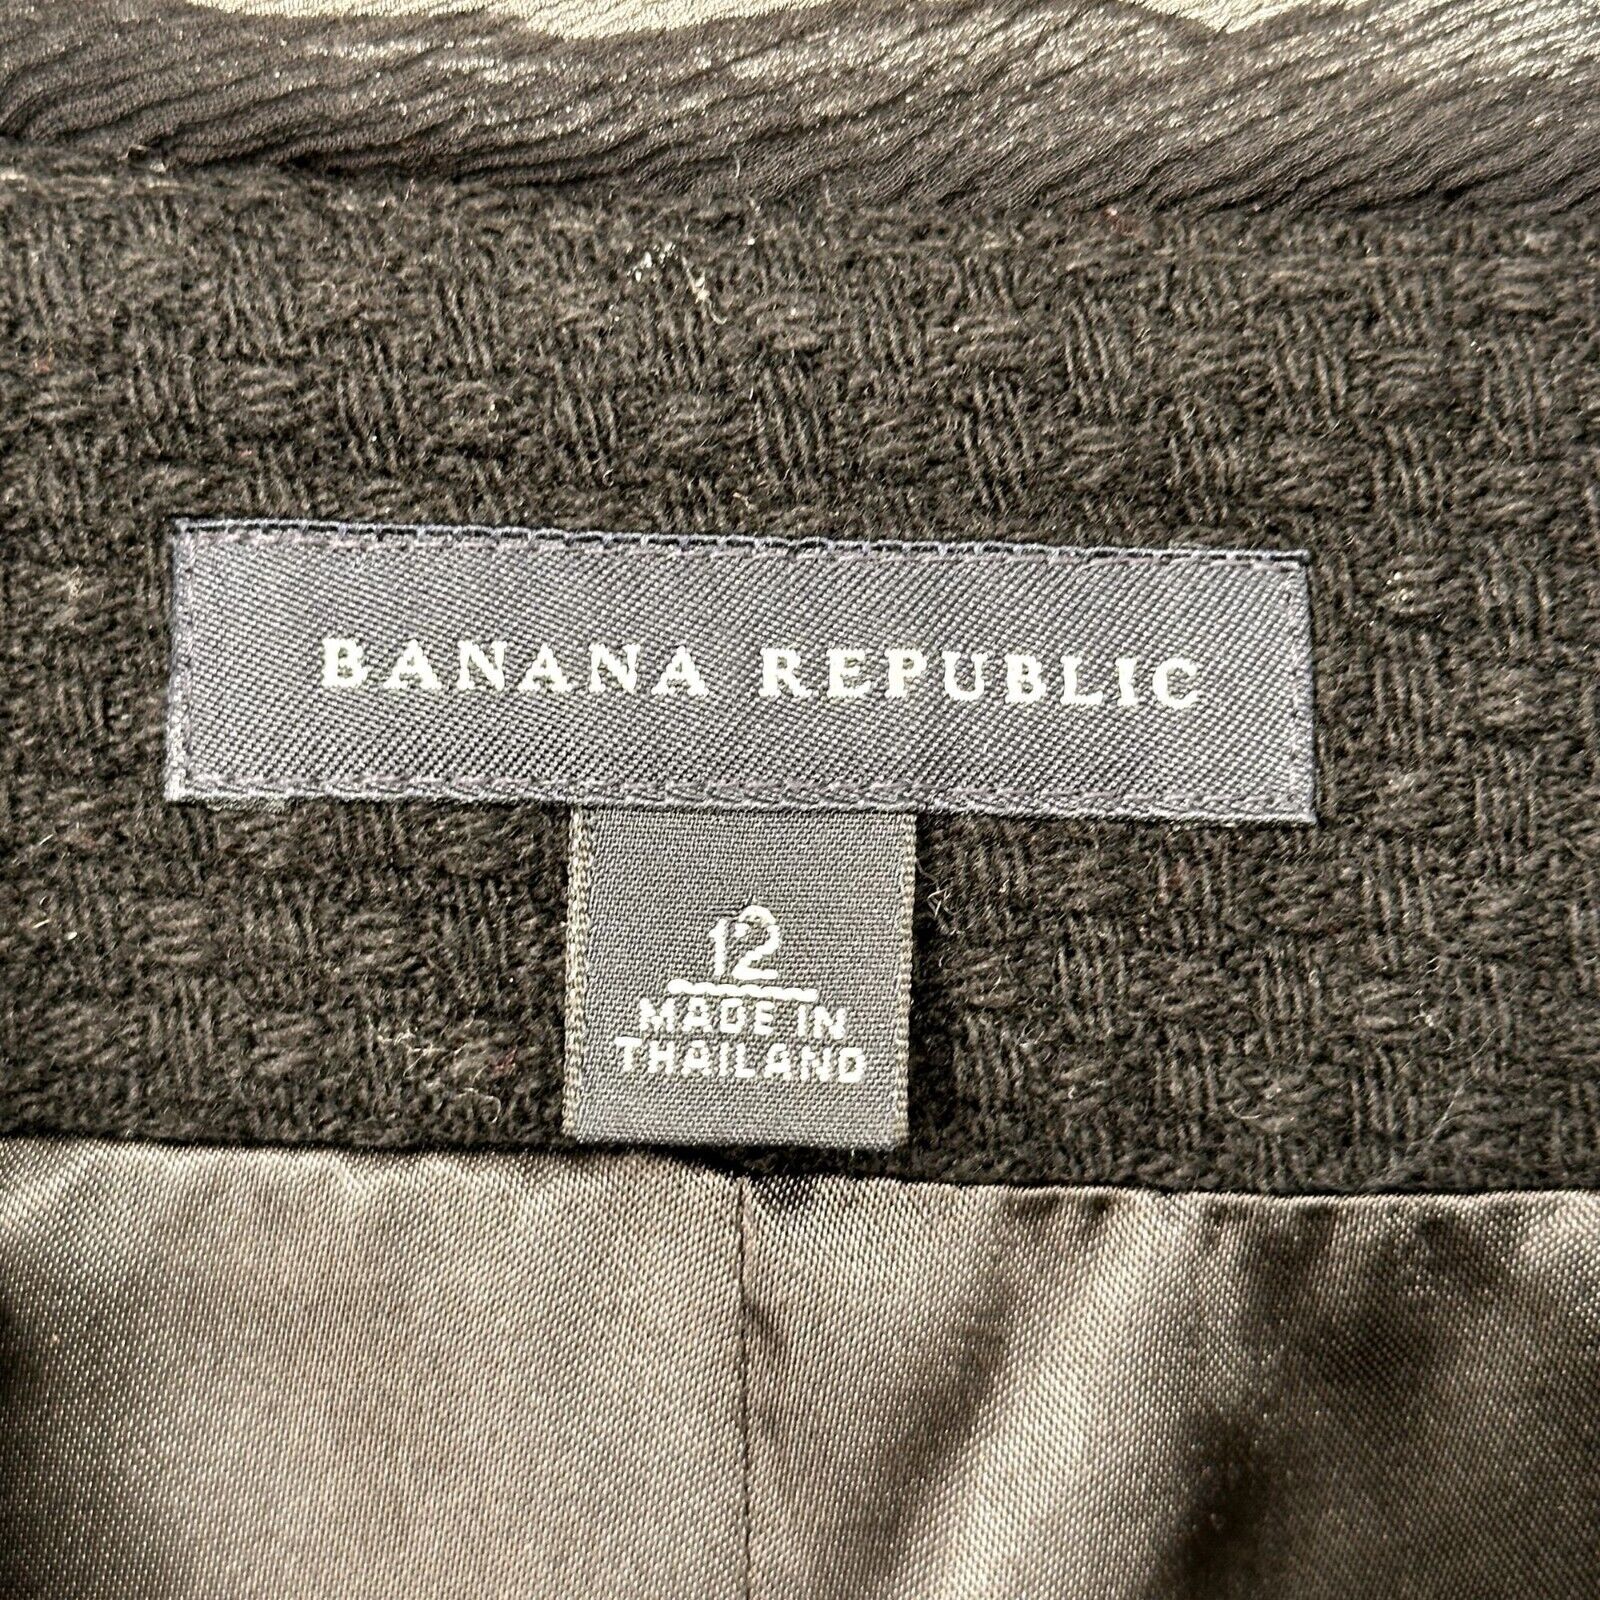 BANANA REPUBLIC
12
MADE IN
THAILAND